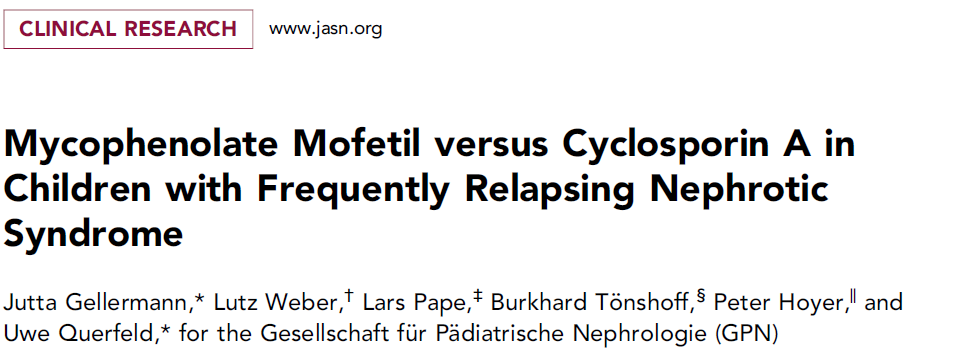 CLINICAL RESEARCH www.jasn.org
Mycophenolate Mofetil versus Cyclosporin A in
Children with Frequently Relapsing Nephrotic
Syndrome
Jutta Gellermann,* Lutz Weber,† Lars Pape,‡ Burkhard Tönshoff,§ Peter Hoyer,‖ and
Uwe Querfeld,* for the Gesellschaft für Pädiatrische Nephrologie (GPN)